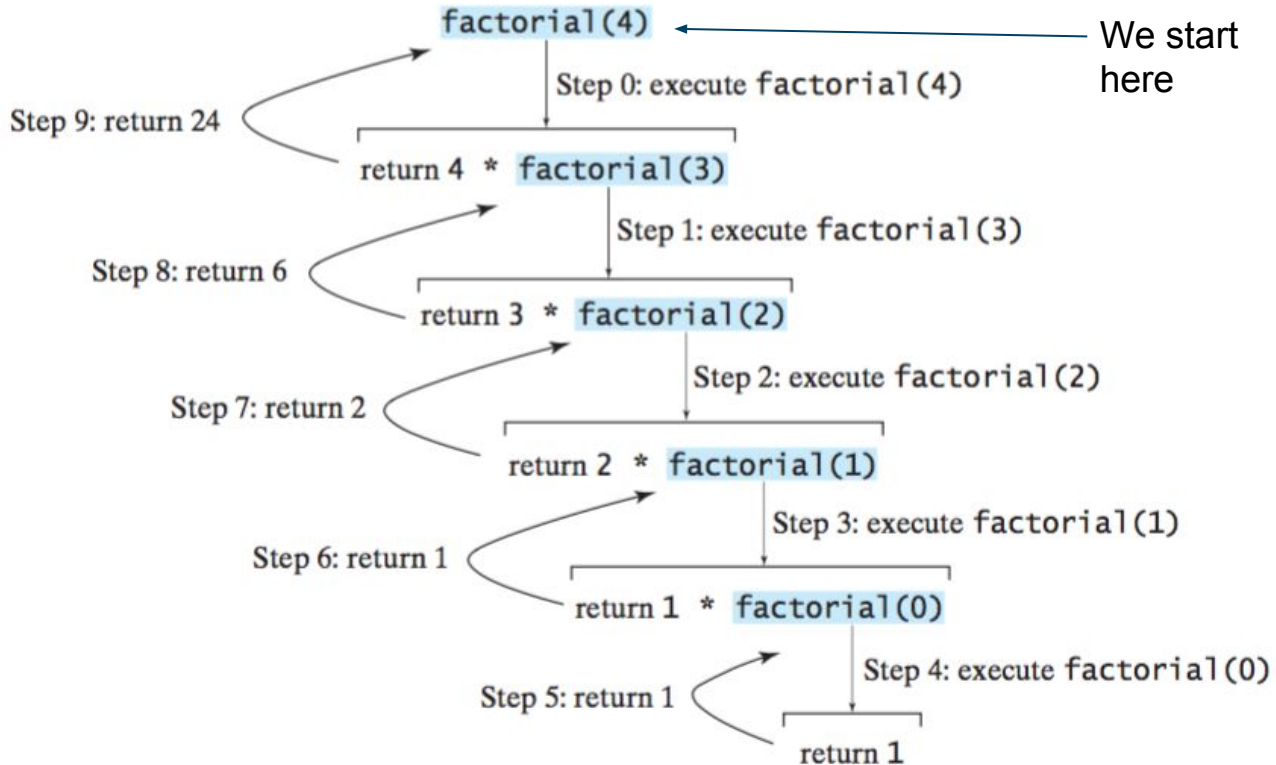 factorial(4)
We start
here
Step 0: execute factorial(4)
Step 9: return 24
return 4 * factorial(3)
Step 1: execute factorial(3)
Step 8: return 6
return 3 * factorial(2)
Step 2: execute factorial(2)
Step 7: return 2
return 2 * factorial(1)
Step 3: execute factorial(1)
Step 6: return 1
return 1 * factorial(0)
Step 4: execute factorial(0)
Step 5: return 1
return 1